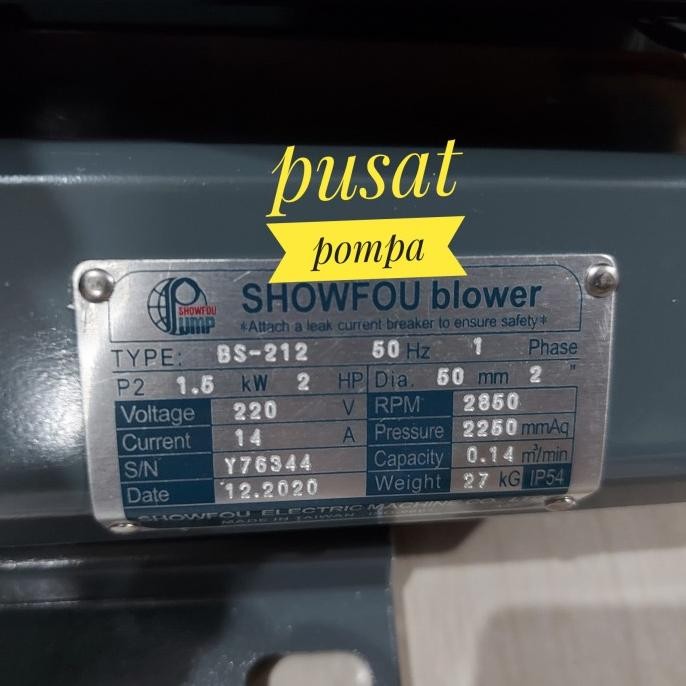 pusat
pompa
SHOWFOU PUMP
SHOWFOU blower
*Attach a leak current breaker to ensure safety*
TYPE: BS-212 50 Hz 1 Phase
P2 1.5 kW 2 HP Dia. 50 mm 2"
Voltage 220 V RPM 2850
Current 14 A Pressure 2250 mmAq
S/N Y76344 Capacity 0.14 m³/min
Date 12.2020 Weight 27 kG IP54
SHOWFOU ELECTRIC MACHIN
MADE IN TAIWAN